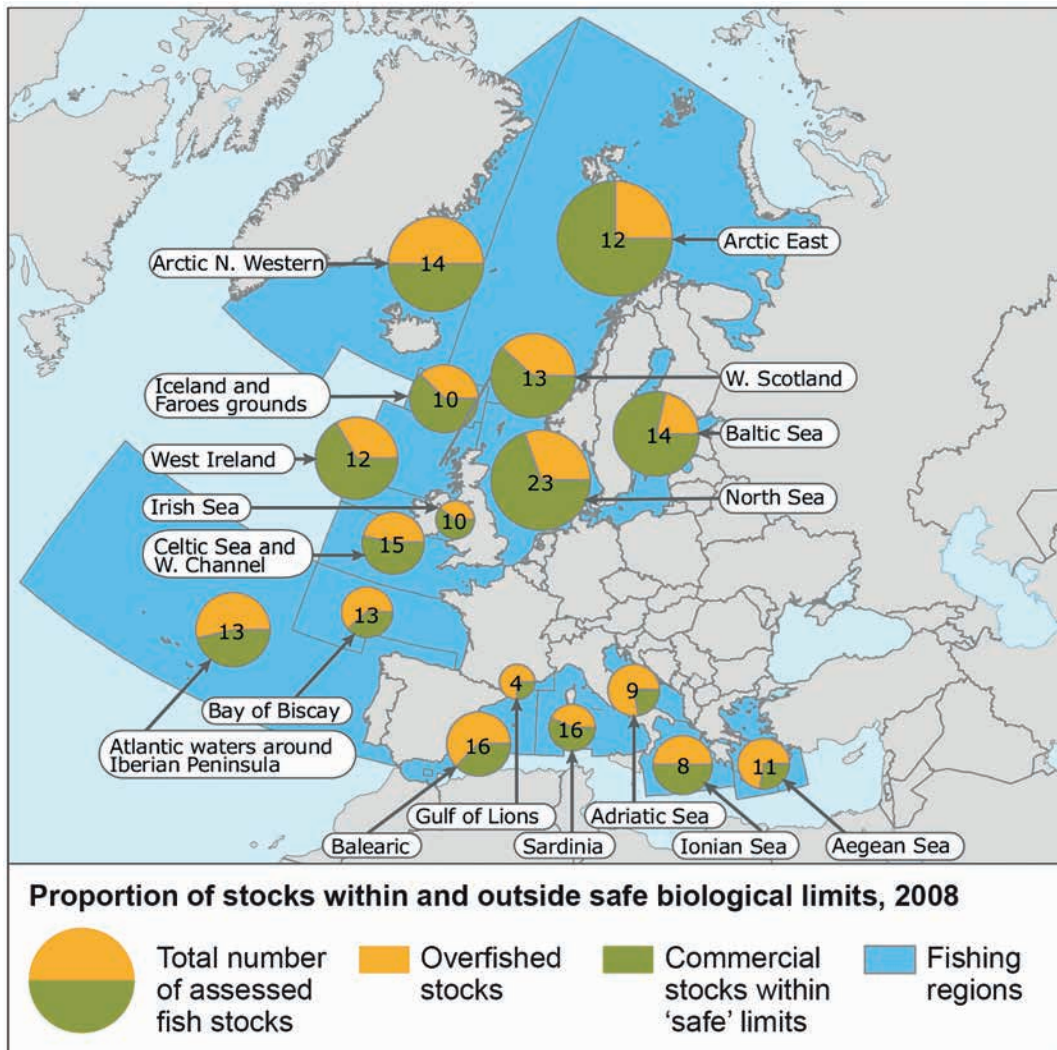 12
Arctic East
Arctic N. Western
14
Iceland and
Faroes grounds
10
13
W. Scotland
14
Baltic Sea
West Ireland
12
23
North Sea
Irish Sea
10
Celtic Sea and
W. Channel
15
13
13
Bay of Biscay
Atlantic waters around
Iberian Peninsula
4
9
16
16
8
11
Gulf of Lions
Adriatic Sea
Balearic
Sardinia
Ionian Sea
Aegean Sea
Proportion of stocks within and outside safe biological limits, 2008
Total number
of assessed
fish stocks
Overfished
stocks
Commercial
stocks within
‘safe’ limits
Fishing
regions